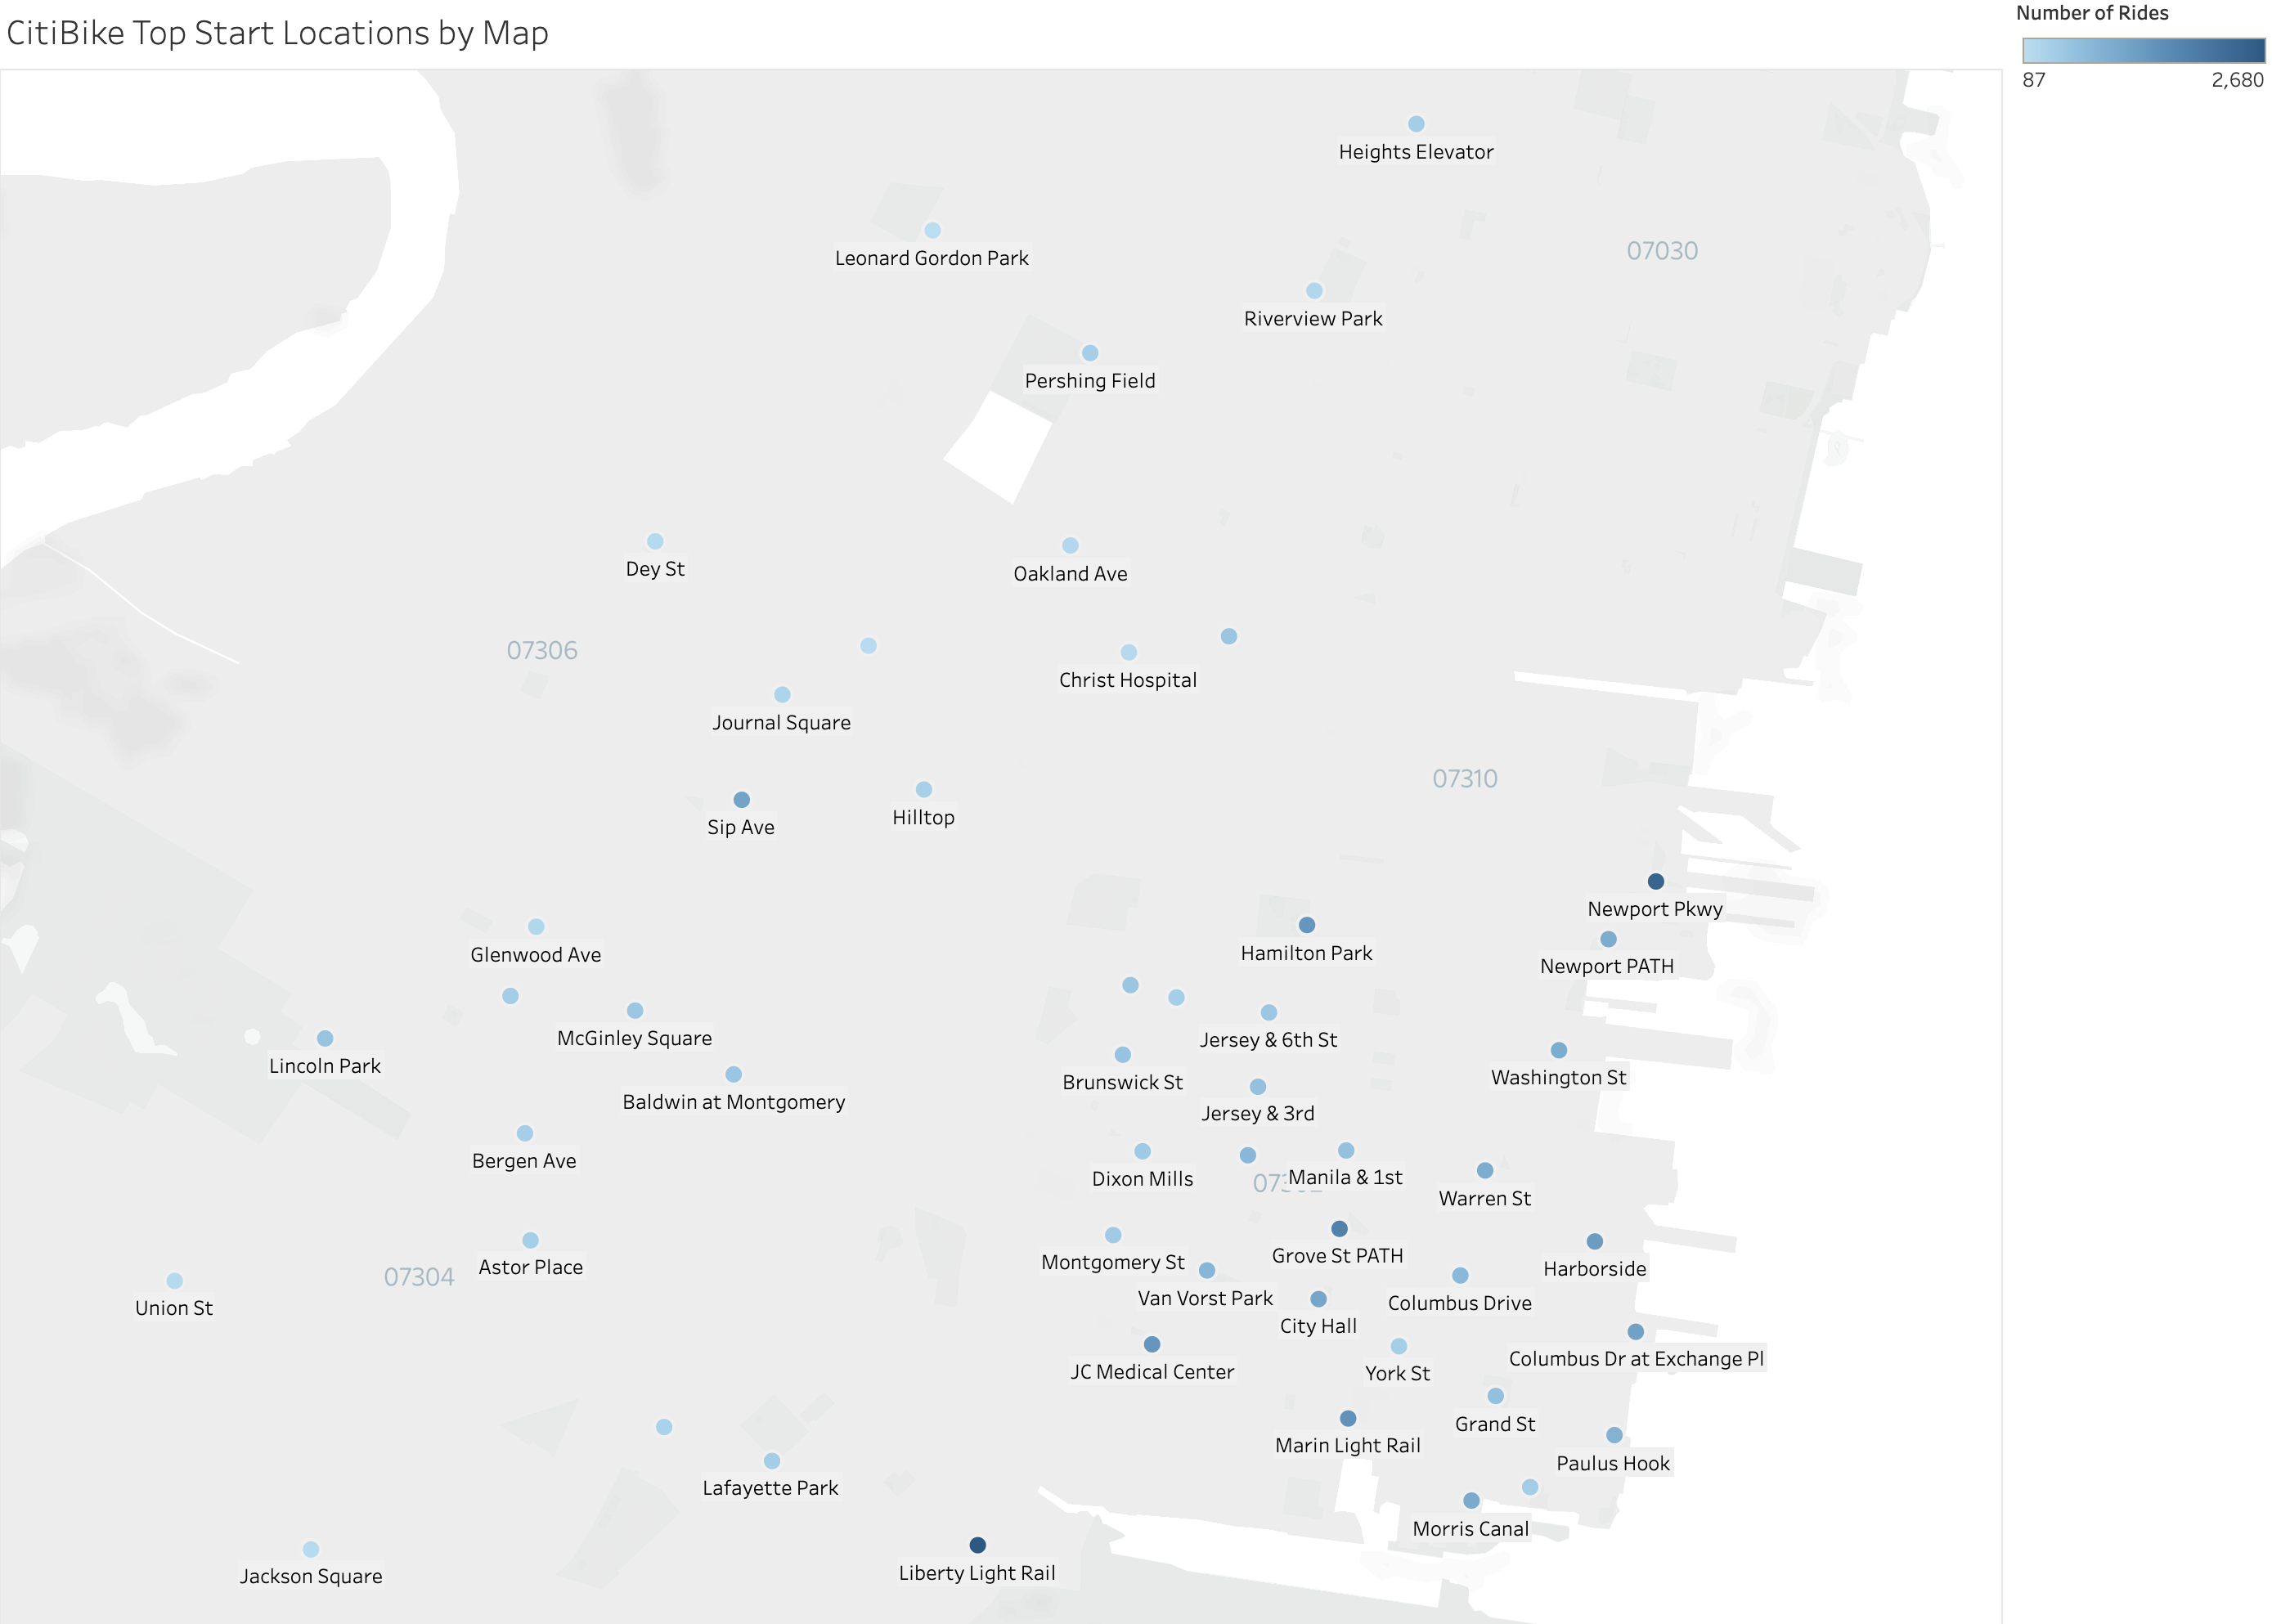 CitiBike Top Start Locations by Map
Number of Rides
87 2,680
Heights Elevator
07030
Leonard Gordon Park
Riverview Park
Pershing Field
Dey St
Oakland Ave
07306
Christ Hospital
Journal Square
07310
Sip Ave
Hilltop
Newport Pkwy
Glenwood Ave
Hamilton Park
Newport PATH
McGinley Square
Jersey & 6th St
Lincoln Park
Washington St
Brunswick St
Baldwin at Montgomery
Jersey & 3rd
Bergen Ave
Dixon Mills
Manila & 1st
Warren St
Grove St PATH
Montgomery St
Astor Place
Harborside
07304
Van Vorst Park
Columbus Drive
Union St
City Hall
Columbus Dr at Exchange Pl
JC Medical Center
York St
Grand St
Marin Light Rail
Paulus Hook
Lafayette Park
Morris Canal
Liberty Light Rail
Jackson Square